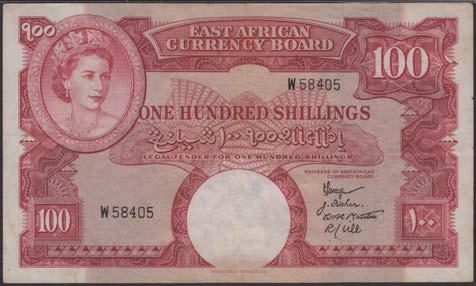 ૧૦૦
EAST AFRICAN
CURRENCY BOARD
100
W 58405
ONE HUNDRED SHILLINGS
LEGAL TENDER FOR ONE HUNDRED SHILLINGS
MEMBERS OF EAST AFRICAN
CURRENCY BOARD
100
W 58405
١٠٠